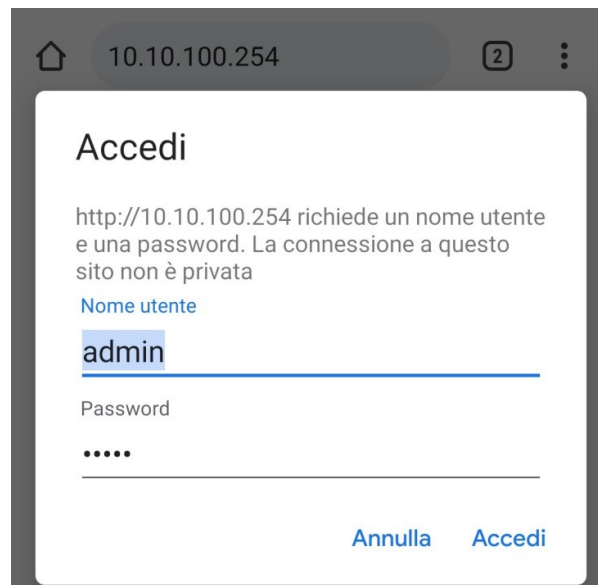 10.10.100.254
2
Accedi
http://10.10.100.254 richiede un nome utente
e una password. La connessione a questo
sito non è privata
Nome utente
admin
Password
•••••
Annulla Accedi